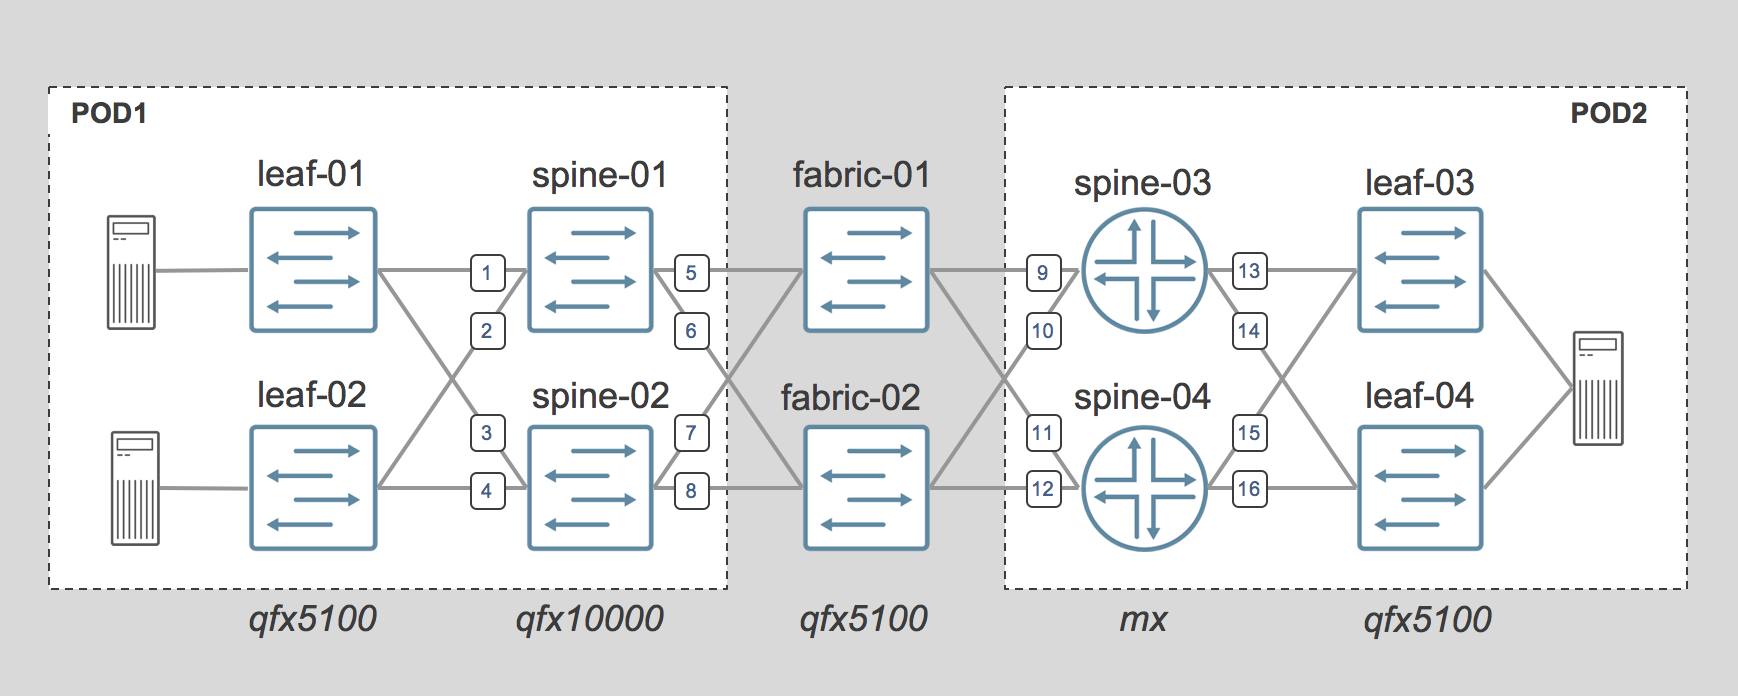 POD1
POD2
leaf-01
spine-01
fabric-01
spine-03
leaf-03
1
5
9
13
2
6
10
14
leaf-02
spine-02
fabric-02
spine-04
leaf-04
3
7
11
15
4
8
12
16
qfx5100
qfx10000
qfx5100
mx
qfx5100